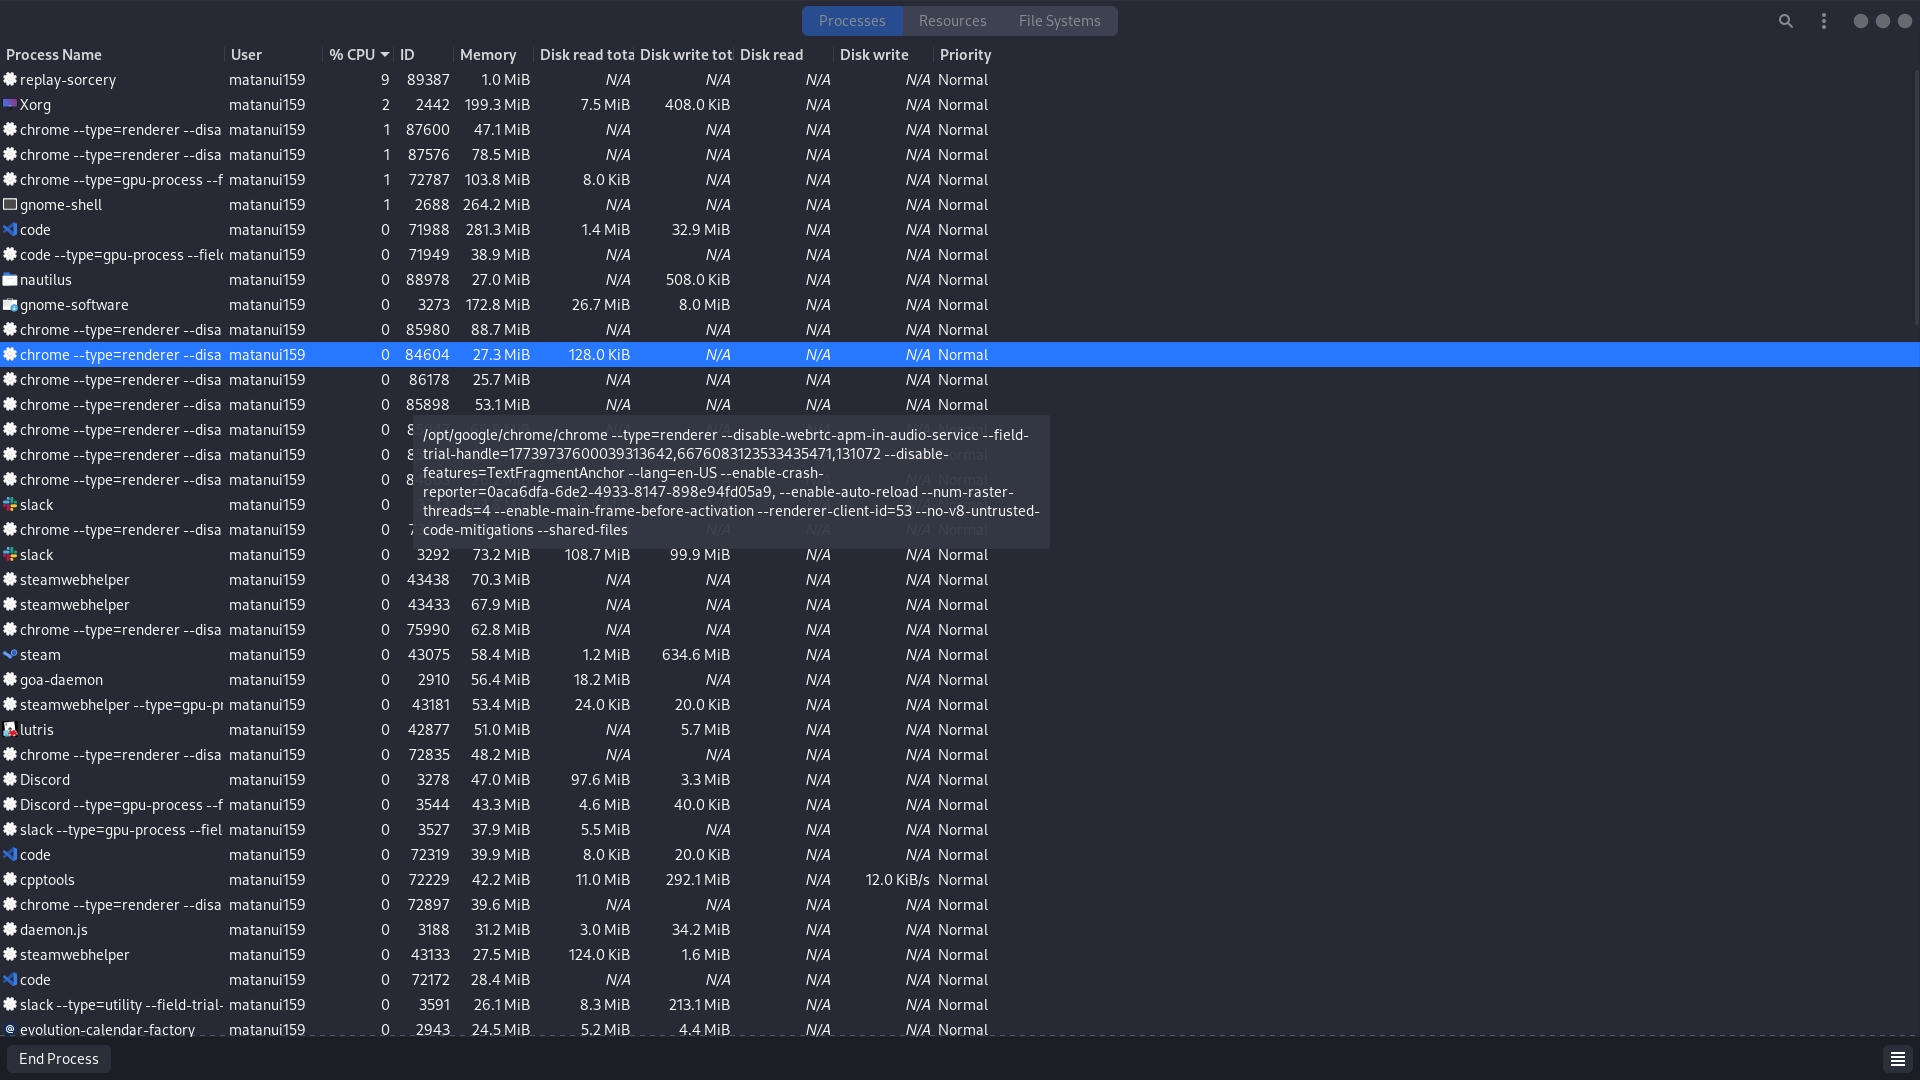 Processes Resources File Systems
Process Name User % CPU ID Memory Disk read tota Disk write tot Disk read Disk write Priority
replay-sorcery matanui159 9 89387 1.0 MiB N/A N/A N/A N/A Normal
Xorg matanui159 2 2442 199.3 MiB 7.5 MiB 408.0 KiB N/A N/A Normal
chrome --type=renderer --disa matanui159 1 87600 47.1 MiB N/A N/A N/A N/A Normal
chrome --type=renderer --disa matanui159 1 87576 78.5 MiB N/A N/A N/A N/A Normal
chrome --type=gpu-process --f matanui159 1 72787 103.8 MiB 8.0 KiB N/A N/A N/A Normal
gnome-shell matanui159 1 2688 264.2 MiB N/A N/A N/A N/A Normal
code matanui159 0 71988 281.3 MiB 1.4 MiB 32.9 MiB N/A N/A Normal
code --type=gpu-process --field matanui159 0 71949 38.9 MiB N/A N/A N/A N/A Normal
nautilus matanui159 0 88978 27.0 MiB N/A 508.0 KiB N/A N/A Normal
gnome-software matanui159 0 3273 172.8 MiB 26.7 MiB 8.0 MiB N/A N/A Normal
chrome --type=renderer --disa matanui159 0 85980 88.7 MiB N/A N/A N/A N/A Normal
chrome --type=renderer --disa matanui159 0 84604 27.3 MiB 128.0 KiB N/A N/A N/A Normal
chrome --type=renderer --disa matanui159 0 86178 25.7 MiB N/A N/A N/A N/A Normal
chrome --type=renderer --disa matanui159 0 85898 53.1 MiB N/A N/A N/A N/A Normal
chrome --type=renderer --disa matanui159 0 8
chrome --type=renderer --disa matanui159 0 8
chrome --type=renderer --disa matanui159 0 8
slack matanui159 0
chrome --type=renderer --disa matanui159 0 7
/opt/google/chrome/chrome --type=renderer --disable-webrtc-apm-in-audio-service --field-
trial-handle=17739737600039313642,6676083123533435471,131072 --disable-
features=TextFragmentAnchor --lang=en-US --enable-crash-
reporter=0aca6dfa-6de2-4933-8147-898e94fd05a9, --enable-auto-reload --num-raster-
threads=4 --enable-main-frame-before-activation --renderer-client-id=53 --no-v8-untrusted-
code-mitigations --shared-files
slack matanui159 0 3292 73.2 MiB 108.7 MiB 99.9 MiB N/A N/A Normal
steamwebhelper matanui159 0 43438 70.3 MiB N/A N/A N/A N/A Normal
steamwebhelper matanui159 0 43433 67.9 MiB N/A N/A N/A N/A Normal
chrome --type=renderer --disa matanui159 0 75990 62.8 MiB N/A N/A N/A N/A Normal
steam matanui159 0 43075 58.4 MiB 1.2 MiB 634.6 MiB N/A N/A Normal
goa-daemon matanui159 0 2910 56.4 MiB 18.2 MiB N/A N/A N/A Normal
steamwebhelper --type=gpu-pr matanui159 0 43181 53.4 MiB 24.0 KiB 20.0 KiB N/A N/A Normal
lutris matanui159 0 42877 51.0 MiB N/A 5.7 MiB N/A N/A Normal
chrome --type=renderer --disa matanui159 0 72835 48.2 MiB N/A N/A N/A N/A Normal
Discord matanui159 0 3278 47.0 MiB 97.6 MiB 3.3 MiB N/A N/A Normal
Discord --type=gpu-process --f matanui159 0 3544 43.3 MiB 4.6 MiB 40.0 KiB N/A N/A Normal
slack --type=gpu-process --fiel matanui159 0 3527 37.9 MiB 5.5 MiB N/A N/A N/A Normal
code matanui159 0 72319 39.9 MiB 8.0 KiB 20.0 KiB N/A N/A Normal
cpptools matanui159 0 72229 42.2 MiB 11.0 MiB 292.1 MiB N/A 12.0 KiB/s Normal
chrome --type=renderer --disa matanui159 0 72897 39.6 MiB N/A N/A N/A N/A Normal
daemon.js matanui159 0 3188 31.2 MiB 3.0 MiB 34.2 MiB N/A N/A Normal
steamwebhelper matanui159 0 43133 27.5 MiB 124.0 KiB 1.6 MiB N/A N/A Normal
code matanui159 0 72172 28.4 MiB N/A N/A N/A N/A Normal
slack --type=utility --field-trial- matanui159 0 3591 26.1 MiB 8.3 MiB 213.1 MiB N/A N/A Normal
evolution-calendar-factory matanui159 0 2943 24.5 MiB 5.2 MiB 4.4 MiB N/A N/A Normal
End Process